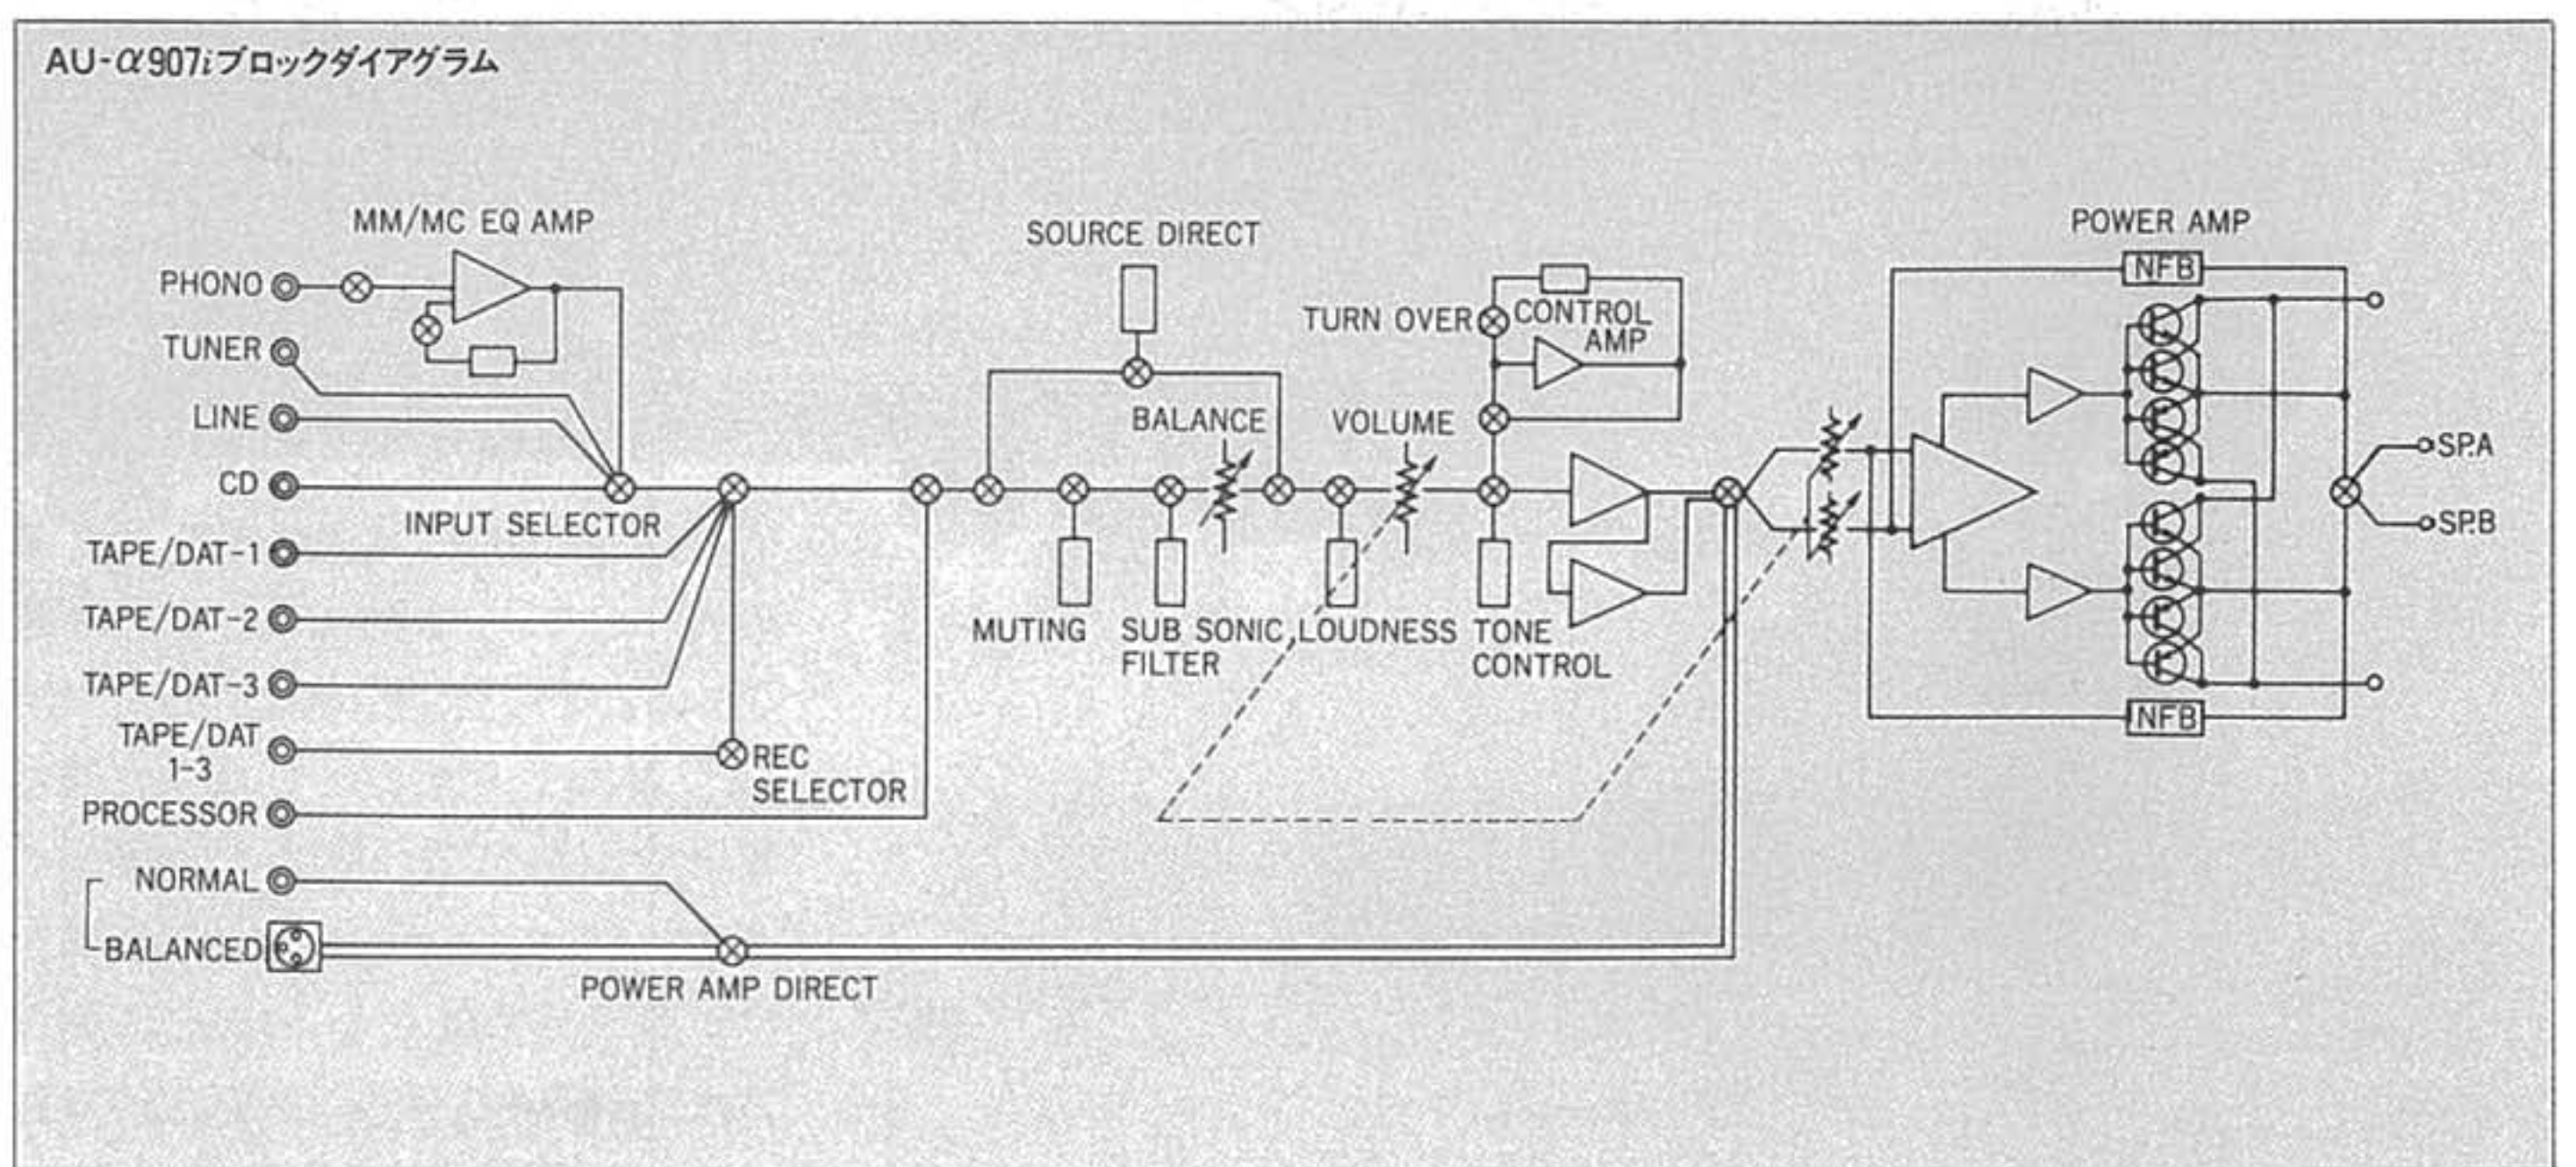 AU-α907iブロックダイアグラム
MM/MC EQ AMP
PHONO
TUNER
LINE
CD
INPUT SELECTOR
TAPE/DAT-1
TAPE/DAT-2
TAPE/DAT-3
TAPE/DAT
1-3
REC
SELECTOR
PROCESSOR
NORMAL
BALANCED
POWER AMP DIRECT
SOURCE DIRECT
BALANCE
VOLUME
MUTING
SUB SONIC
FILTER
LOUDNESS
TONE
CONTROL
TURN OVER
CONTROL
AMP
POWER AMP
NFB
NFB
SP.A
SP.B